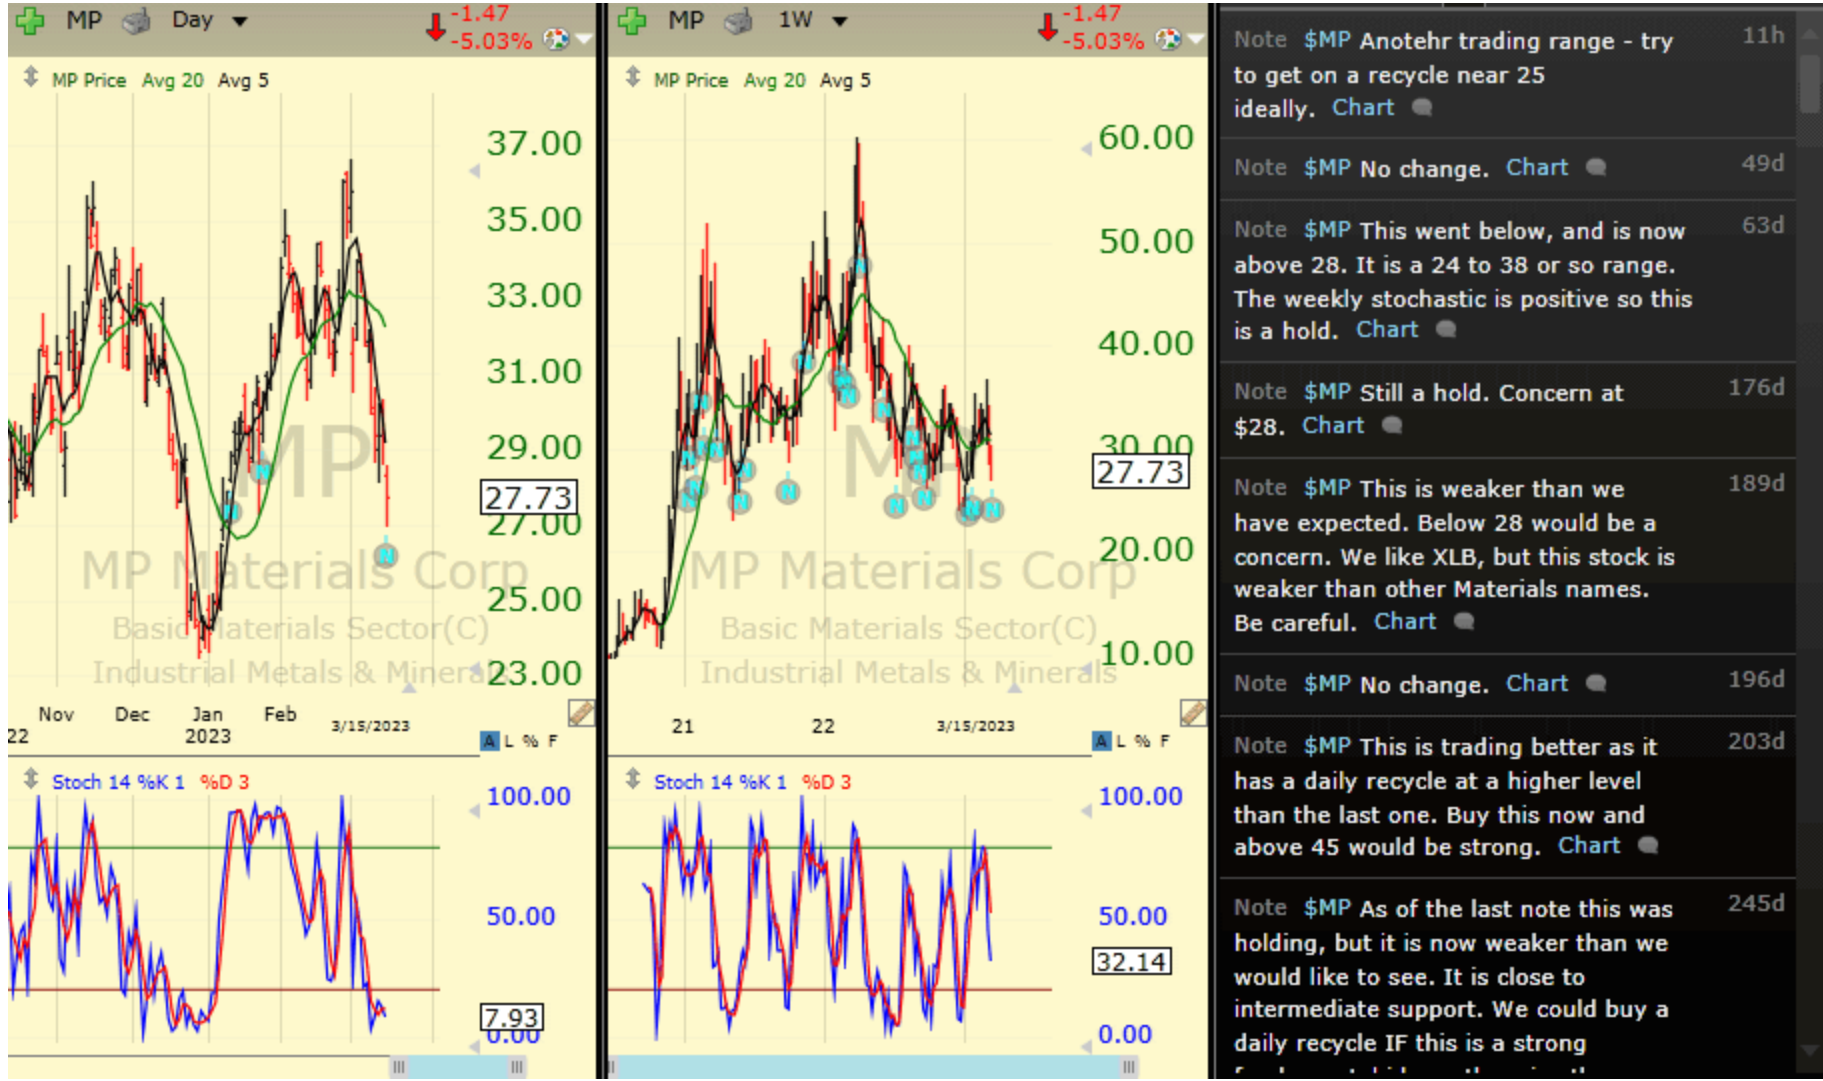 MP Day -1.47
-5.03%
MP Price Avg 20 Avg 5
37.00
35.00
33.00
31.00
29.00
27.73
27.00
25.00
23.00
MP
MP Materials Corp
Basic Materials Sector(C)
Industrial Metals & Minerals
Nov Dec Jan Feb 3/15/2023
22 2023
A L % F
Stoch 14 %K 1 %D 3
100.00
50.00
7.93
0.00
MP 1W -1.47
-5.03%
MP Price Avg 20 Avg 5
60.00
50.00
40.00
30.00
27.73
20.00
10.00
MP
MP Materials Corp
Basic Materials Sector(C)
Industrial Metals & Minerals
21 22 3/15/2023
A L % F
Stoch 14 %K 1 %D 3
100.00
50.00
32.14
0.00
Note $MP Anotehr trading range - try 11h
to get on a recycle near 25
ideally. Chart
Note $MP No change. Chart 49d
Note $MP This went below, and is now 63d
above 28. It is a 24 to 38 or so range.
The weekly stochastic is positive so this
is a hold. Chart
Note $MP Still a hold. Concern at 176d
$28. Chart
Note $MP This is weaker than we 189d
have expected. Below 28 would be a
concern. We like XLB, but this stock is
weaker than other Materials names.
Be careful. Chart
Note $MP No change. Chart 196d
Note $MP This is trading better as it 203d
has a daily recycle at a higher level
than the last one. Buy this now and
above 45 would be strong. Chart
Note $MP As of the last note this was 245d
holding, but it is now weaker than we
would like to see. It is close to
intermediate support. We could buy a
daily recycle IF this is a strong